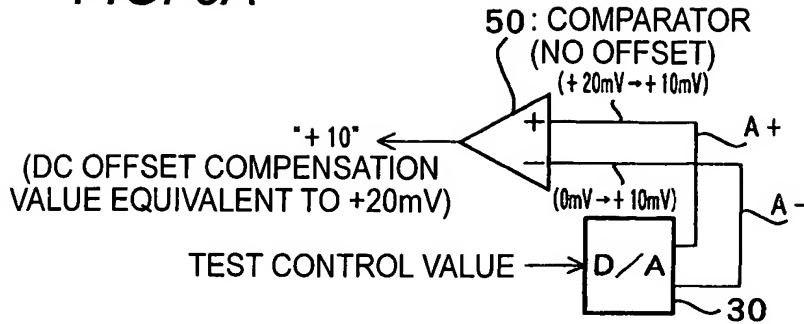 50: COMPARATOR
(NO OFFSET)
(+20mV→+10mV)
"+10"
+
A+
(DC OFFSET COMPENSATION
VALUE EQUIVALENT TO +20mV)
−
(0mV→+10mV)
A−
TEST CONTROL VALUE
D/A
30